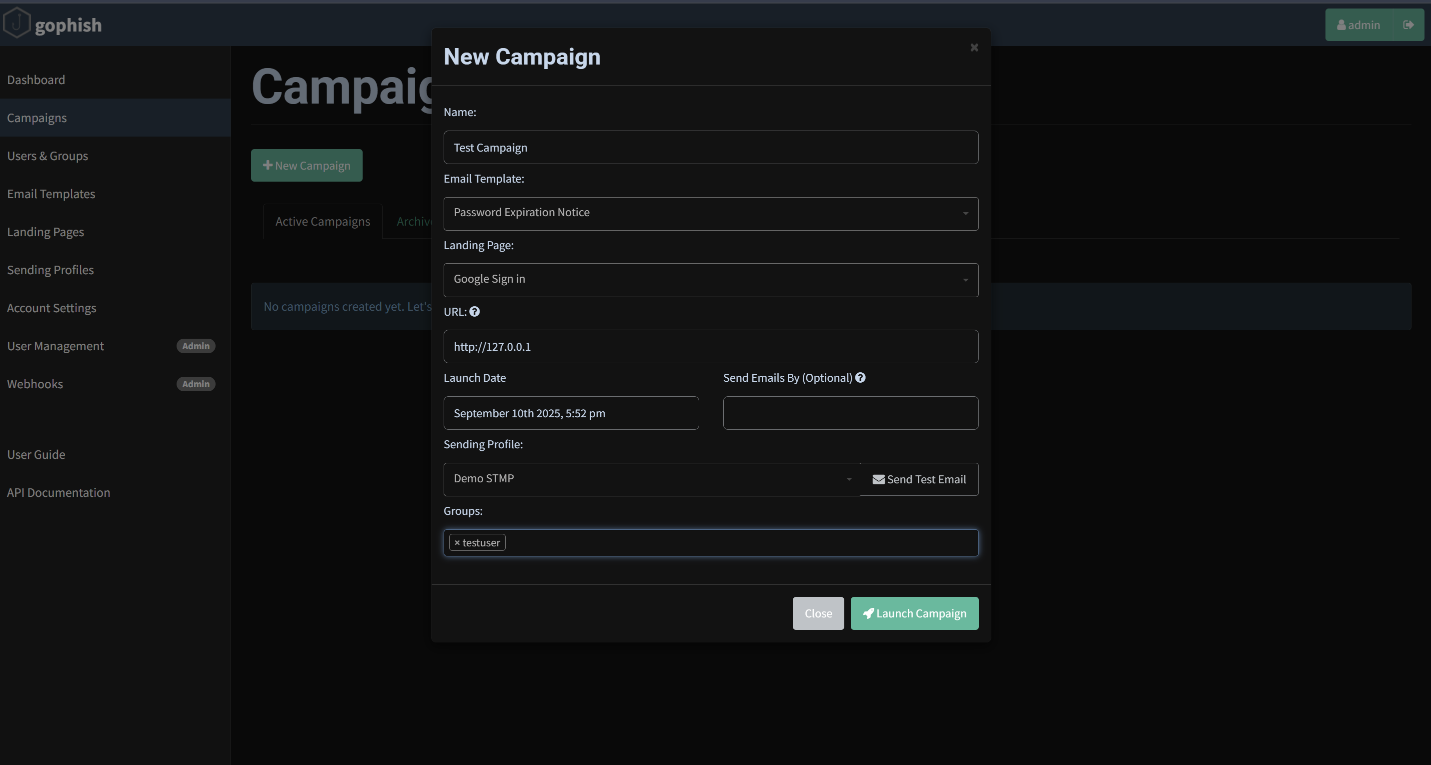 gophish
admin
Dashboard
Campaigns
Users & Groups
Email Templates
Landing Pages
Sending Profiles
Account Settings
User Management Admin
Webhooks Admin
User Guide
API Documentation
Campaig
New Campaign
Active Campaigns Archiv
No campaigns created yet. Let's
New Campaign
×
Name:
Test Campaign
Email Template:
Password Expiration Notice
Landing Page:
Google Sign in
URL:
http://127.0.0.1
Launch Date Send Emails By (Optional)
September 10th 2025, 5:52 pm
Sending Profile:
Demo STMP Send Test Email
Groups:
× testuser
Close Launch Campaign